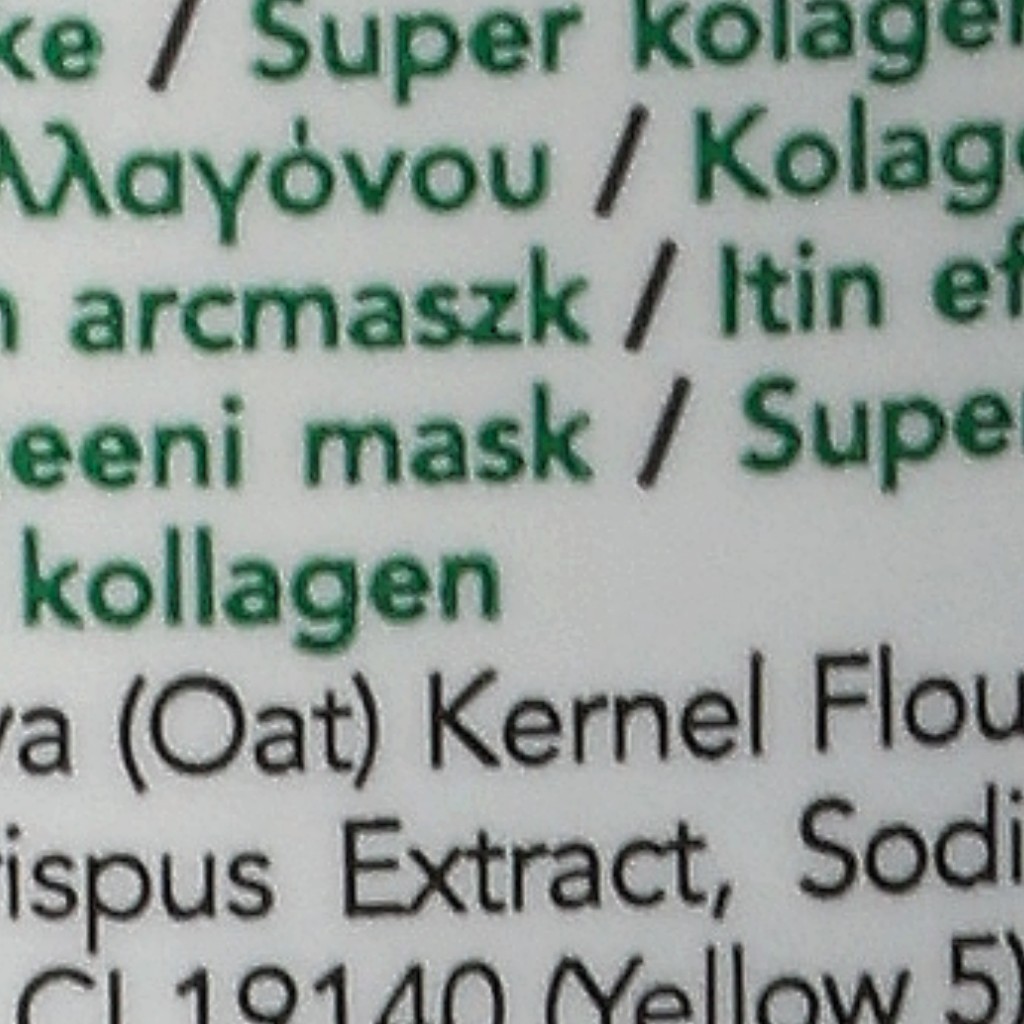 ke / Super kolagen
λλαγόνου / Kolag
arcmaszk / Itin ef
eeni mask / Super
kollagen
va (Oat) Kernel Flou
rispus Extract, Sodi
CI 19140 (Yellow 5)